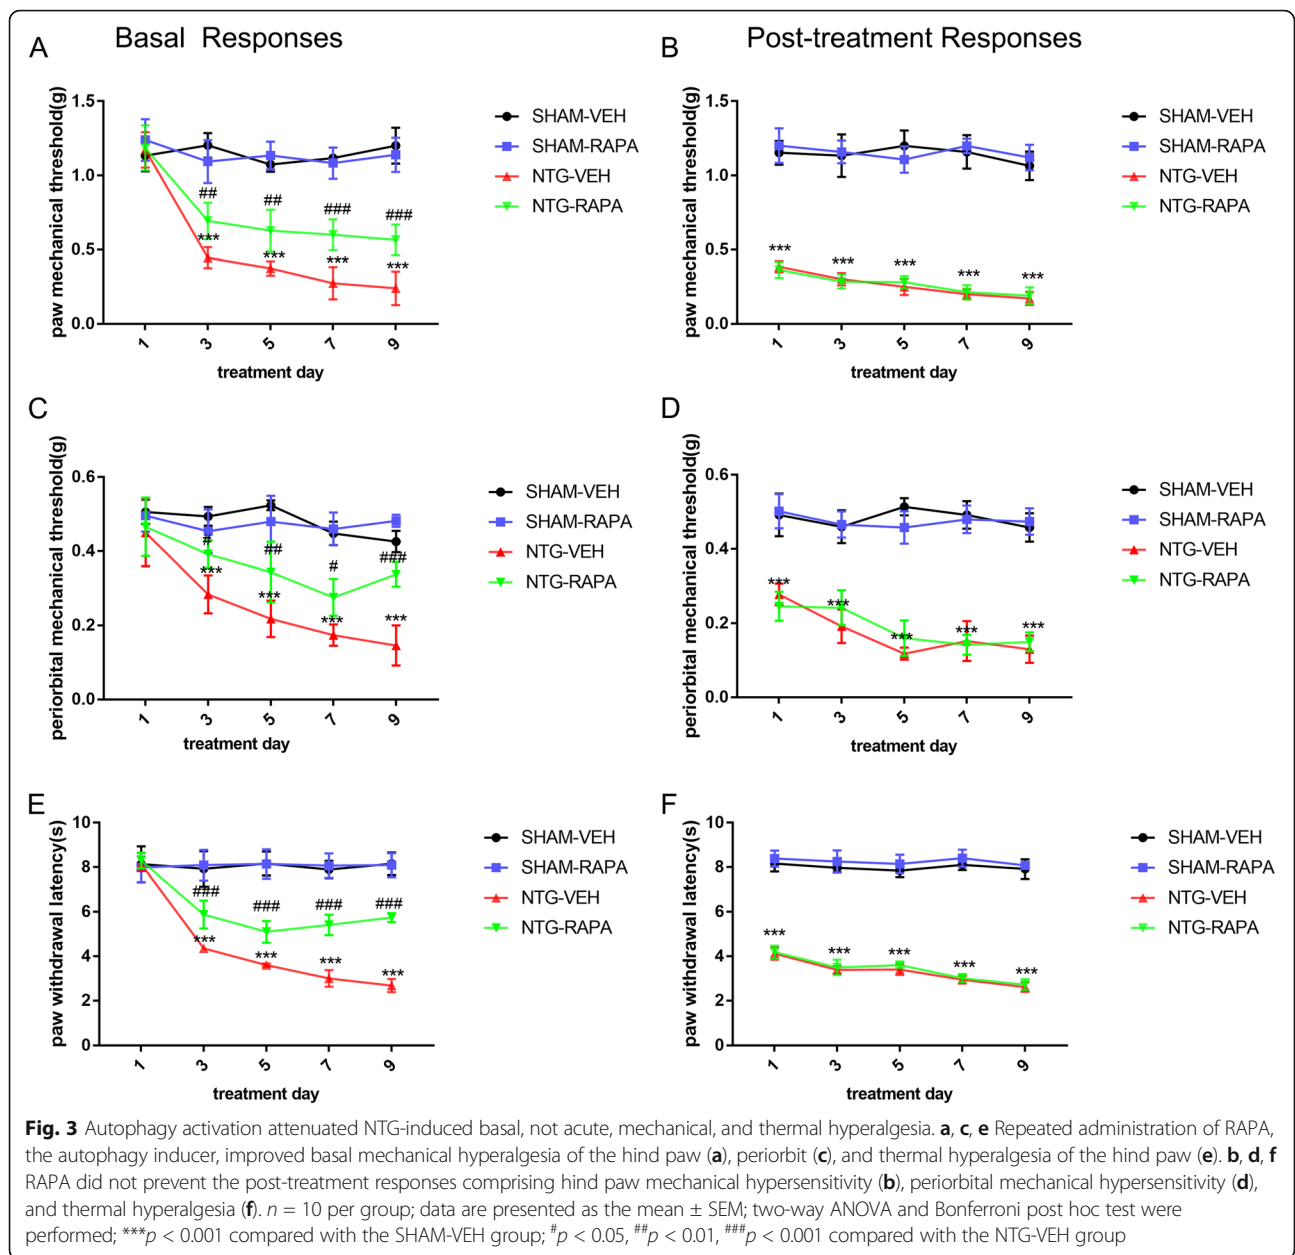 Basal Responses
Post-treatment Responses
A
paw mechanical threshold(g)
1.5
1.0
0.5
0.0
## ## ### ###
*** *** *** ***
1 3 5 7 9
treatment day
SHAM-VEH
SHAM-RAPA
NTG-VEH
NTG-RAPA
B
paw mechanical threshold(g)
1.5
1.0
0.5
0.0
*** *** *** *** ***
1 3 5 7 9
treatment day
SHAM-VEH
SHAM-RAPA
NTG-VEH
NTG-RAPA
C
periorbital mechanical threshold(g)
0.6
0.4
0.2
0.0
# ## # ###
*** *** *** ***
1 3 5 7 9
treatment day
SHAM-VEH
SHAM-RAPA
NTG-VEH
NTG-RAPA
D
periorbital mechanical threshold(g)
0.6
0.4
0.2
0.0
*** *** *** *** ***
1 3 5 7 9
treatment day
SHAM-VEH
SHAM-RAPA
NTG-VEH
NTG-RAPA
E
paw withdrawal latency(s)
10
8
6
4
2
0
### ### ### ###
*** *** *** ***
1 3 5 7 9
treatment day
SHAM-VEH
SHAM-RAPA
NTG-VEH
NTG-RAPA
F
paw withdrawal latency(s)
10
8
6
4
2
0
*** *** *** *** ***
1 3 5 7 9
treatment day
SHAM-VEH
SHAM-RAPA
NTG-VEH
NTG-RAPA
Fig. 3 Autophagy activation attenuated NTG-induced basal, not acute, mechanical, and thermal hyperalgesia. a, c, e Repeated administration of RAPA,
the autophagy inducer, improved basal mechanical hyperalgesia of the hind paw (a), periorbit (c), and thermal hyperalgesia of the hind paw (e). b, d, f
RAPA did not prevent the post-treatment responses comprising hind paw mechanical hypersensitivity (b), periorbital mechanical hypersensitivity (d),
and thermal hyperalgesia (f). n = 10 per group; data are presented as the mean ± SEM; two-way ANOVA and Bonferroni post hoc test were
performed; ***p < 0.001 compared with the SHAM-VEH group; #p < 0.05, ##p < 0.01, ###p < 0.001 compared with the NTG-VEH group